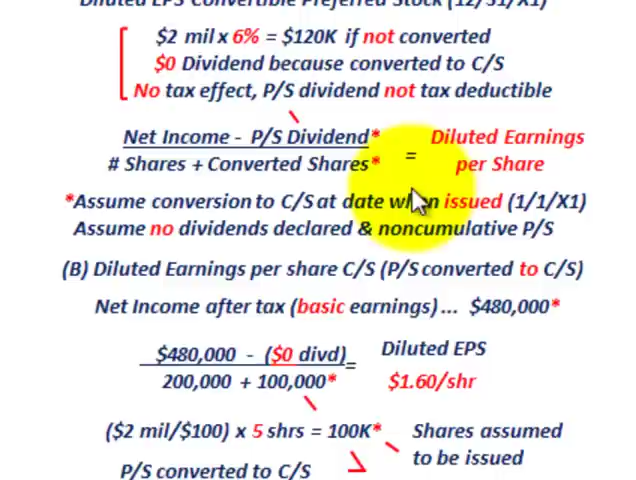 Diluted EPS Convertible Preferred Stock (12/31/X1)
$2 mil x 6% = $120K if not converted
$0 Dividend because converted to C/S
No tax effect, P/S dividend not tax deductible
Net Income - P/S Dividend*
# Shares + Converted Shares*
=
Diluted Earnings
per Share
*Assume conversion to C/S at date when issued (1/1/X1)
Assume no dividends declared & noncumulative P/S
(B) Diluted Earnings per share C/S (P/S converted to C/S)
Net Income after tax (basic earnings)... $480,000*
$480,000 - ($0 divd)
200,000 + 100,000*
=
Diluted EPS
$1.60/shr
($2 mil/$100) x 5 shrs = 100K*
Shares assumed
to be issued
P/S converted to C/S